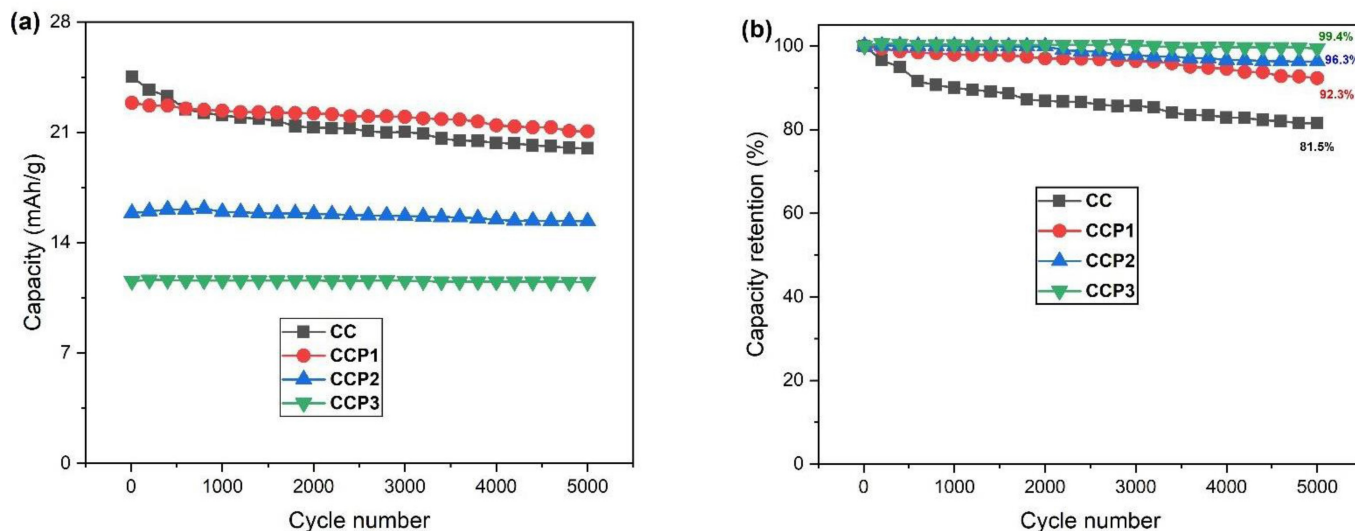 (a)
Capacity (mAh/g)
28
21
14
7
0
CC
CCP1
CCP2
CCP3
0 1000 2000 3000 4000 5000
Cycle number
(b)
Capacity retention (%)
100
80
60
40
20
0
99.4%
96.3%
92.3%
81.5%
CC
CCP1
CCP2
CCP3
0 1000 2000 3000 4000 5000
Cycle number